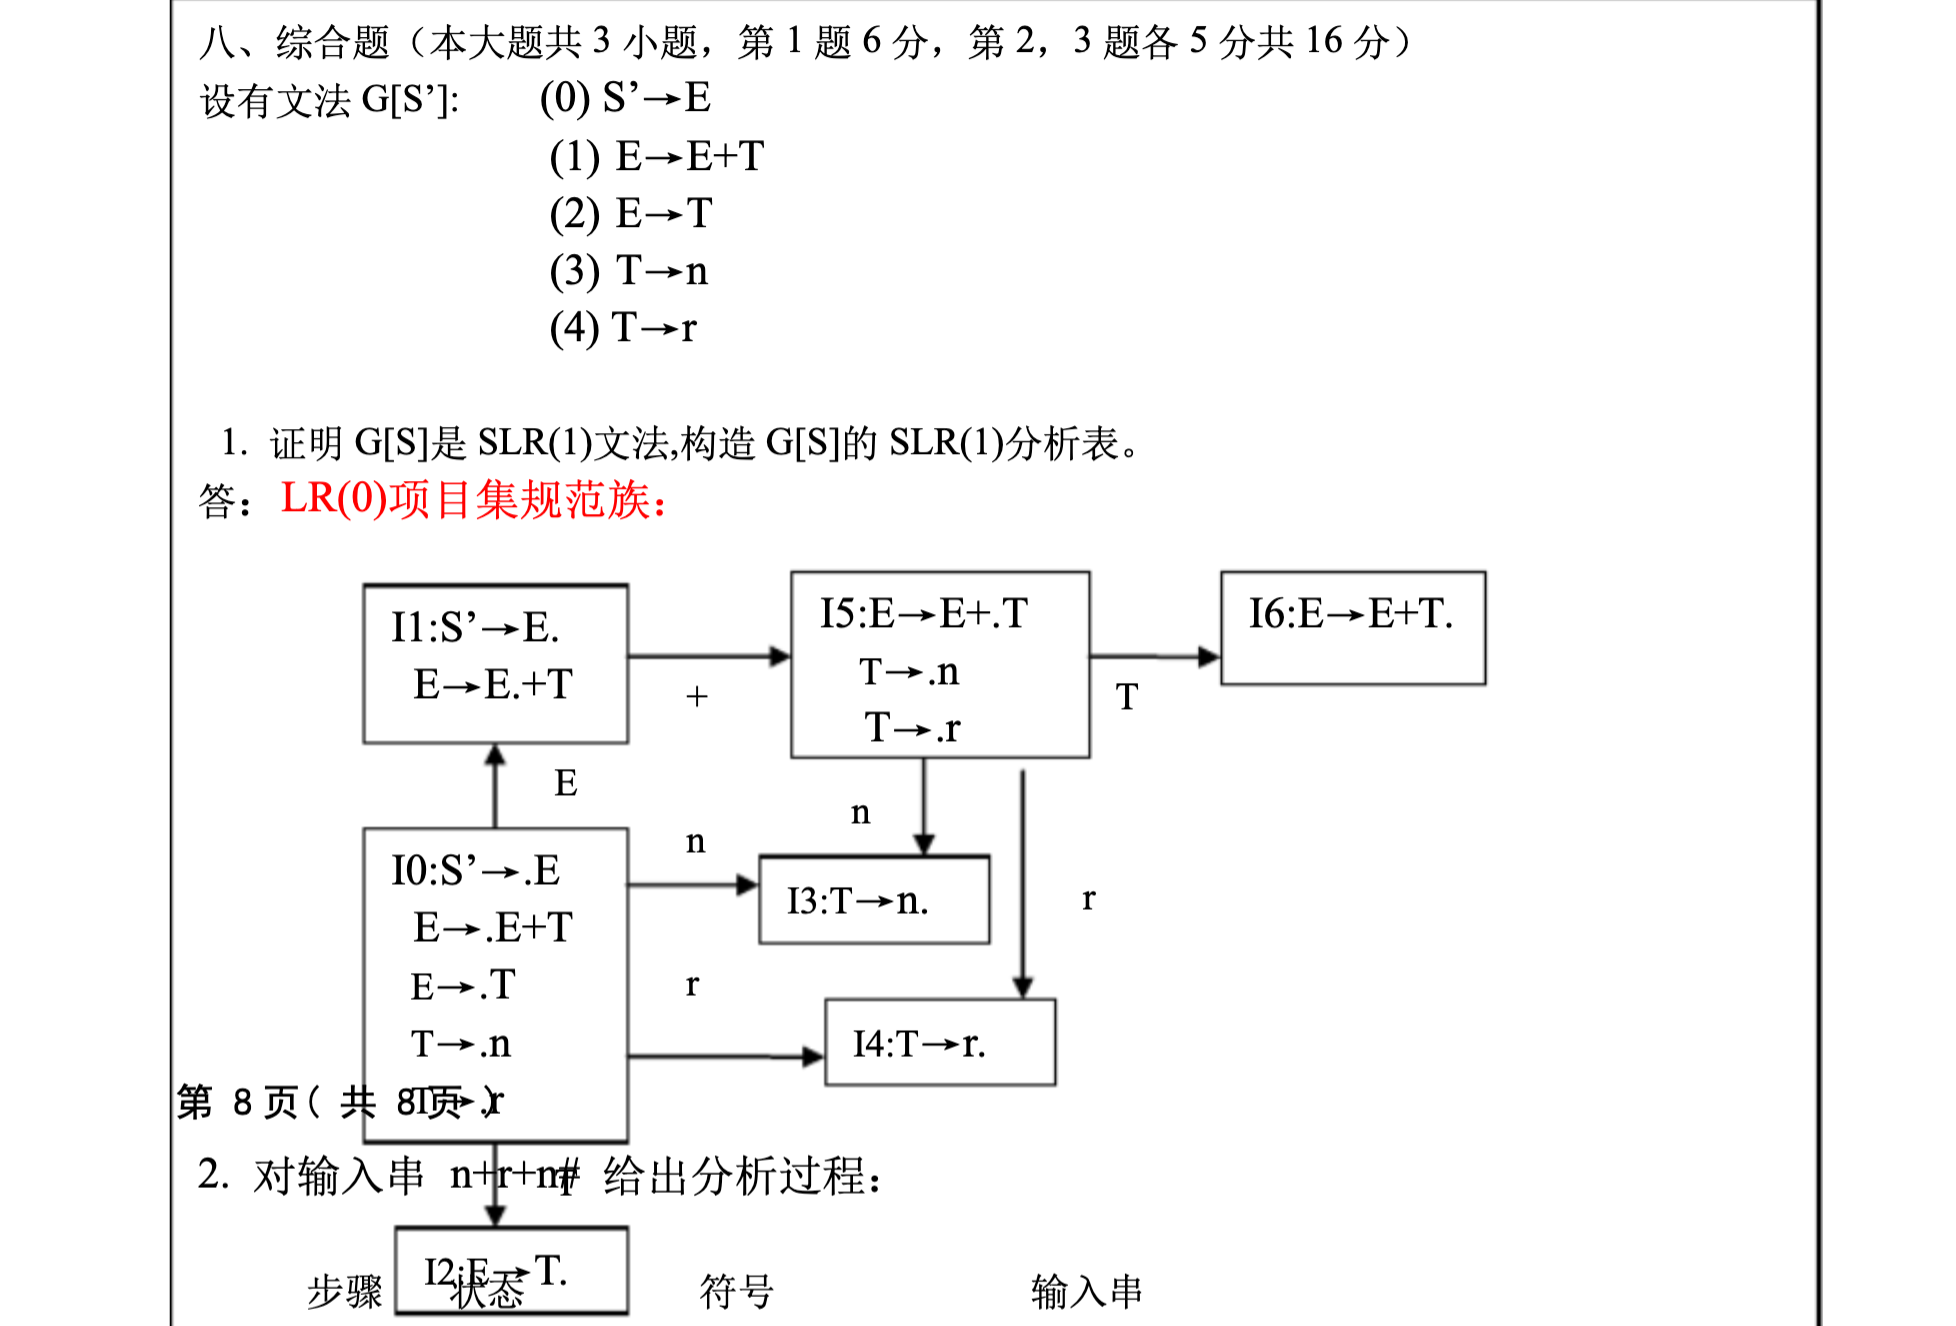 八、综合题（本大题共 3 小题，第 1 题 6 分，第 2，3 题各 5 分共 16 分）
设有文法 G[S’]: (0) S’→E
(1) E→E+T
(2) E→T
(3) T→n
(4) T→r
1. 证明 G[S]是 SLR(1)文法,构造 G[S]的 SLR(1)分析表。
答：LR(0)项目集规范族：
I1:S’→E.
E→E.+T
+
I5:E→E+.T
T→.n
T→.r
T
I6:E→E+T.
E
n
n
r
I0:S’→.E
E→.E+T
E→.T
T→.n
T→.r
I3:T→n.
r
I4:T→r.
第 8 页( 共 8页 )
2. 对输入串 n+r+n# 给出分析过程：
T
I2:E→T.
步骤 状态 符号 输入串